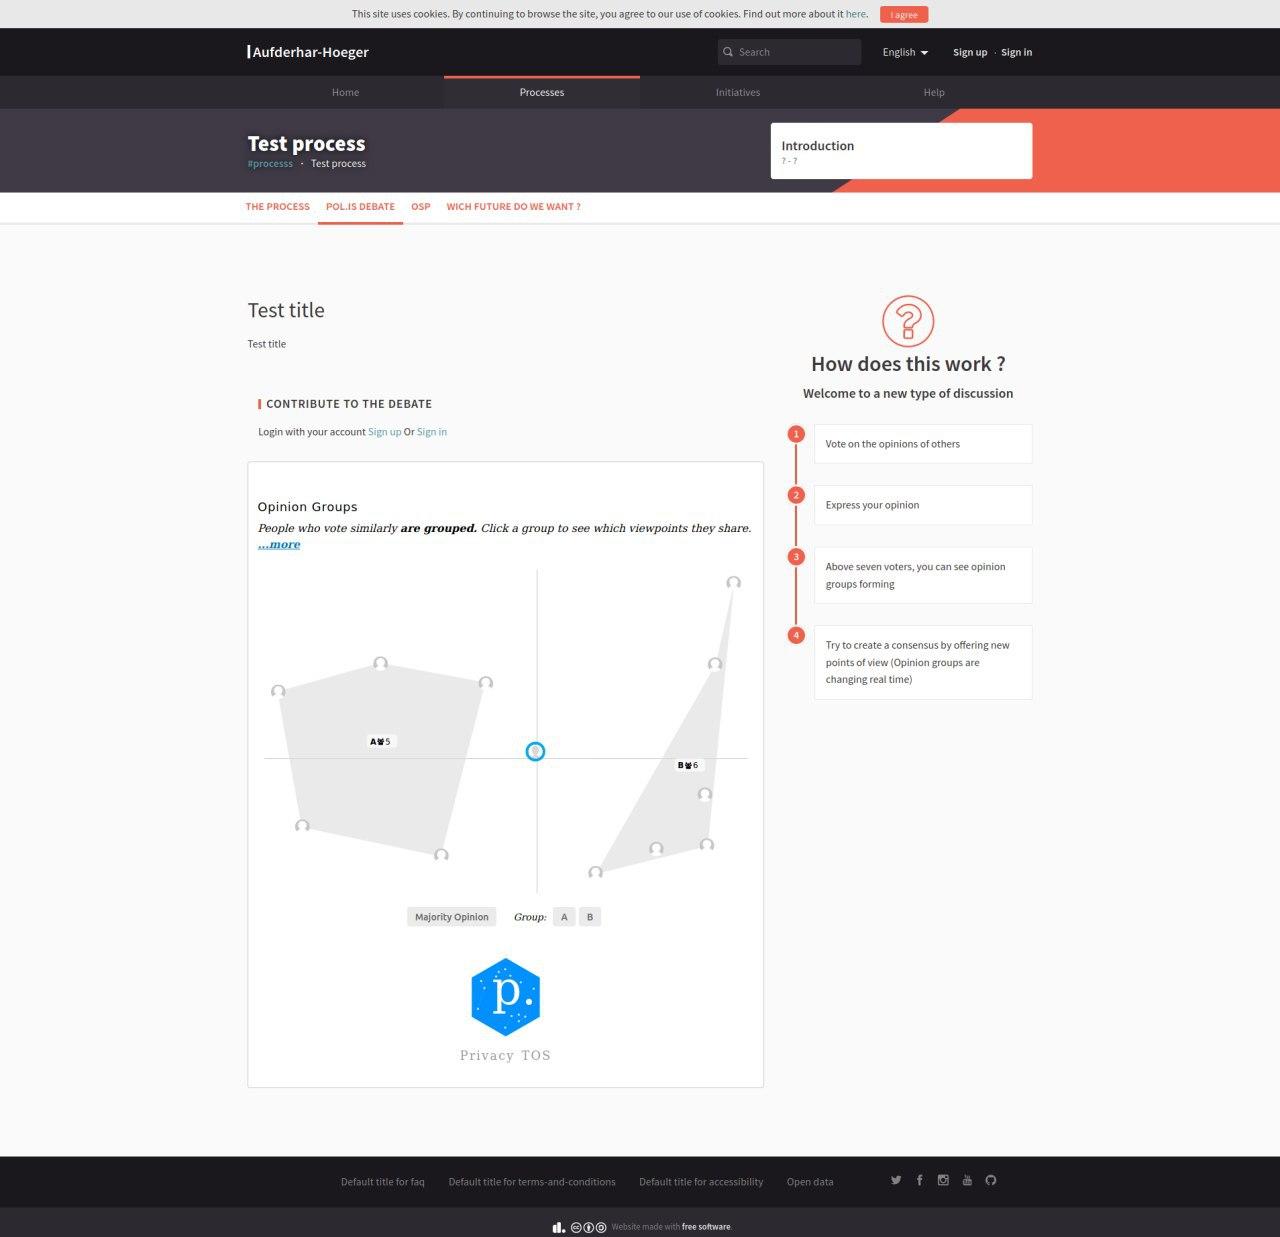 This site uses cookies. By continuing to browse the site, you agree to our use of cookies. Find out more about it here. I agree
Aufderhar-Hoeger
Search
English
Sign up · Sign in
Home Processes Initiatives Help
Test process
#processs · Test process
Introduction
? - ?
THE PROCESS POL.IS DEBATE OSP WICH FUTURE DO WE WANT ?
Test title
Test title
CONTRIBUTE TO THE DEBATE
Login with your account Sign up Or Sign in
Opinion Groups
People who vote similarly are grouped. Click a group to see which viewpoints they share.
...more
A 5
B 6
Majority Opinion Group: A B
p.
Privacy TOS
?
How does this work ?
Welcome to a new type of discussion
1 Vote on the opinions of others
2 Express your opinion
3 Above seven voters, you can see opinion
groups forming
4 Try to create a consensus by offering new
points of view (Opinion groups are
changing real time)
Default title for faq Default title for terms-and-conditions Default title for accessibility Open data
Website made with free software.